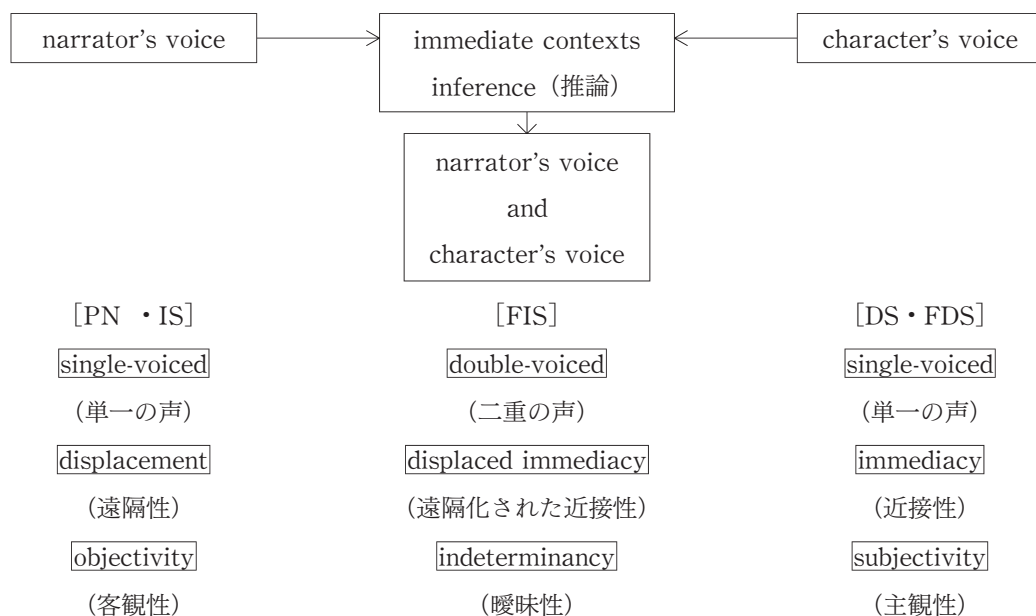 narrator's voice
immediate contexts
inference（推論）
character's voice
narrator's voice
and
character's voice
［PN ・IS］
［FIS］
［DS・FDS］
single-voiced
double-voiced
single-voiced
（単一の声）
（二重の声）
（単一の声）
displacement
displaced immediacy
immediacy
（遠隔性）
（遠隔化された近接性）
（近接性）
objectivity
indeterminancy
subjectivity
（客観性）
（曖昧性）
（主観性）